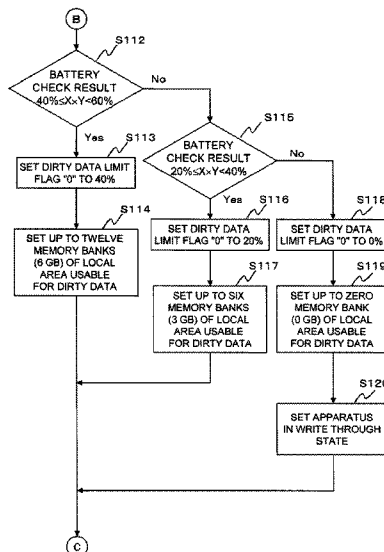 B
S112
BATTERY
CHECK RESULT
40%≤X×Y<60%
No
Yes
S113
SET DIRTY DATA LIMIT
FLAG "0" TO 40%
S114
SET UP TO TWELVE
MEMORY BANKS
(6 GB) OF LOCAL
AREA USABLE
FOR DIRTY DATA
S115
BATTERY
CHECK RESULT
20%≤X×Y<40%
No
Yes
S116
SET DIRTY DATA
LIMIT FLAG "0" TO 20%
S117
SET UP TO SIX
MEMORY BANKS
(3 GB) OF LOCAL
AREA USABLE
FOR DIRTY DATA
S118
SET DIRTY DATA
LIMIT FLAG "0" TO 0%
S119
SET UP TO ZERO
MEMORY BANK
(0 GB) OF LOCAL
AREA USABLE
FOR DIRTY DATA
S120
SET APPARATUS
IN WRITE THROUGH
STATE
C